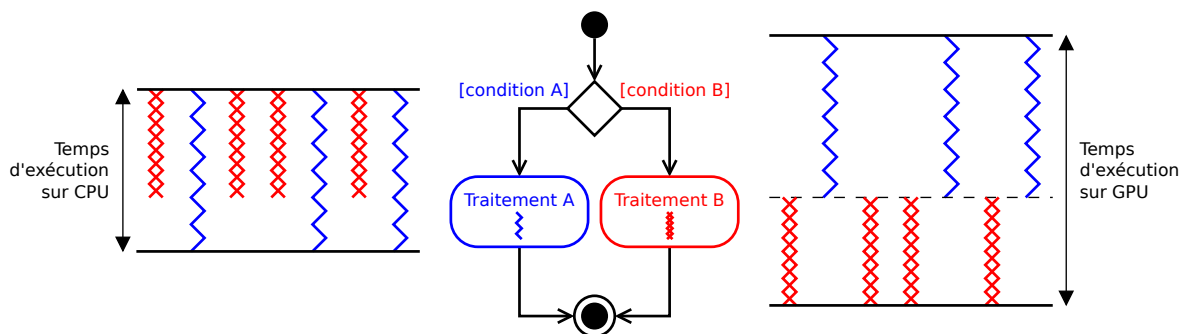 Temps
d'exécution
sur CPU
[condition A]
[condition B]
Traitement A
Traitement B
Temps
d'exécution
sur GPU